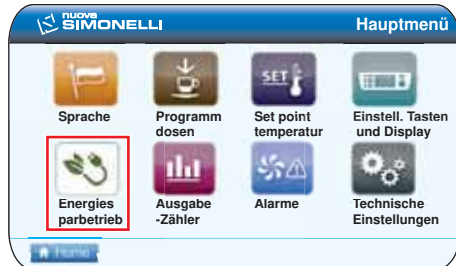 nuova
SIMONELLI
Hauptmenü
SET
Sprache
Programm
dosen
Set point
temperatur
Einstell. Tasten
und Display
Energies
parbetrieb
Ausgabe
-Zähler
Alarme
Technische
Einstellungen
Home